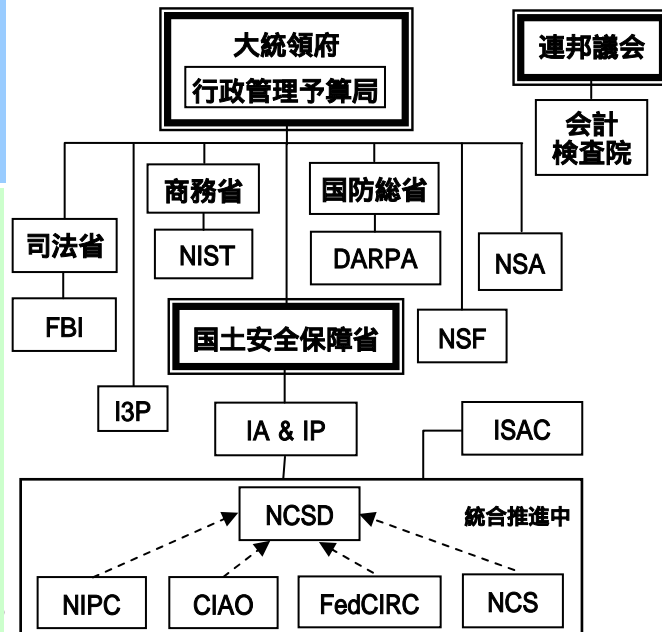 大統領府
行政管理予算局
連邦議会
会計
検査院
商務省
国防総省
司法省
NIST
DARPA
NSA
FBI
国土安全保障省
NSF
I3P
IA & IP
ISAC
NCSD
統合推進中
NIPC
CIAO
FedCIRC
NCS